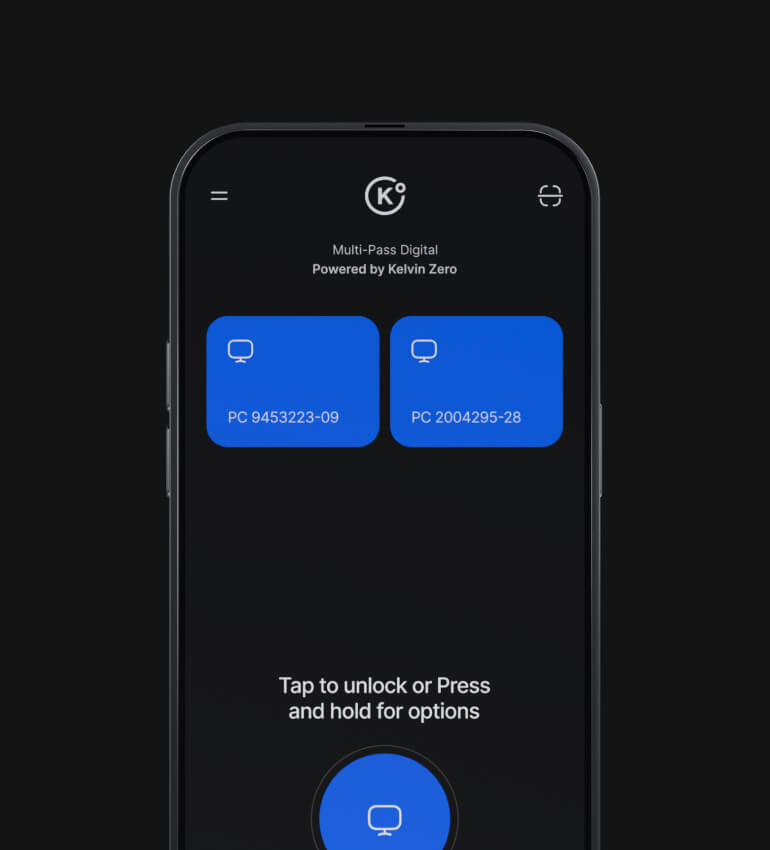 K
Multi-Pass Digital
Powered by Kelvin Zero
PC 9453223-09
PC 2004295-28
Tap to unlock or Press
and hold for options